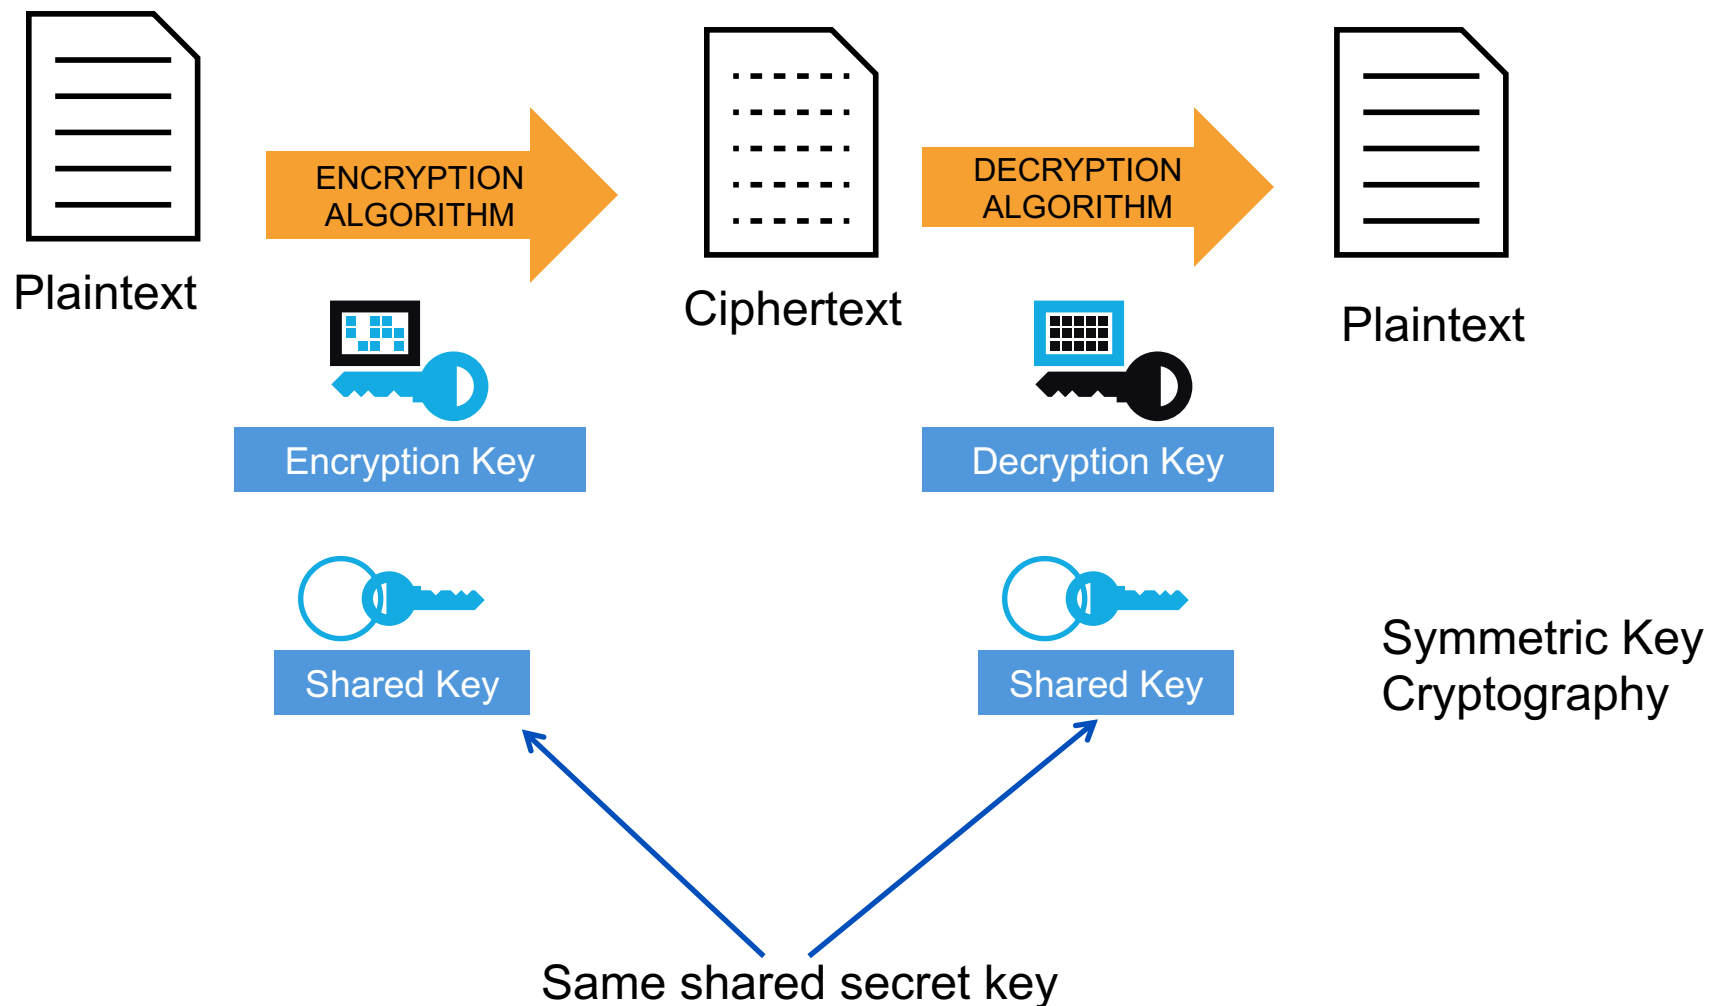 ENCRYPTION
ALGORITHM
DECRYPTION
ALGORITHM
Plaintext
Ciphertext
Plaintext
Encryption Key
Decryption Key
Shared Key
Shared Key
Symmetric Key
Cryptography
Same shared secret key